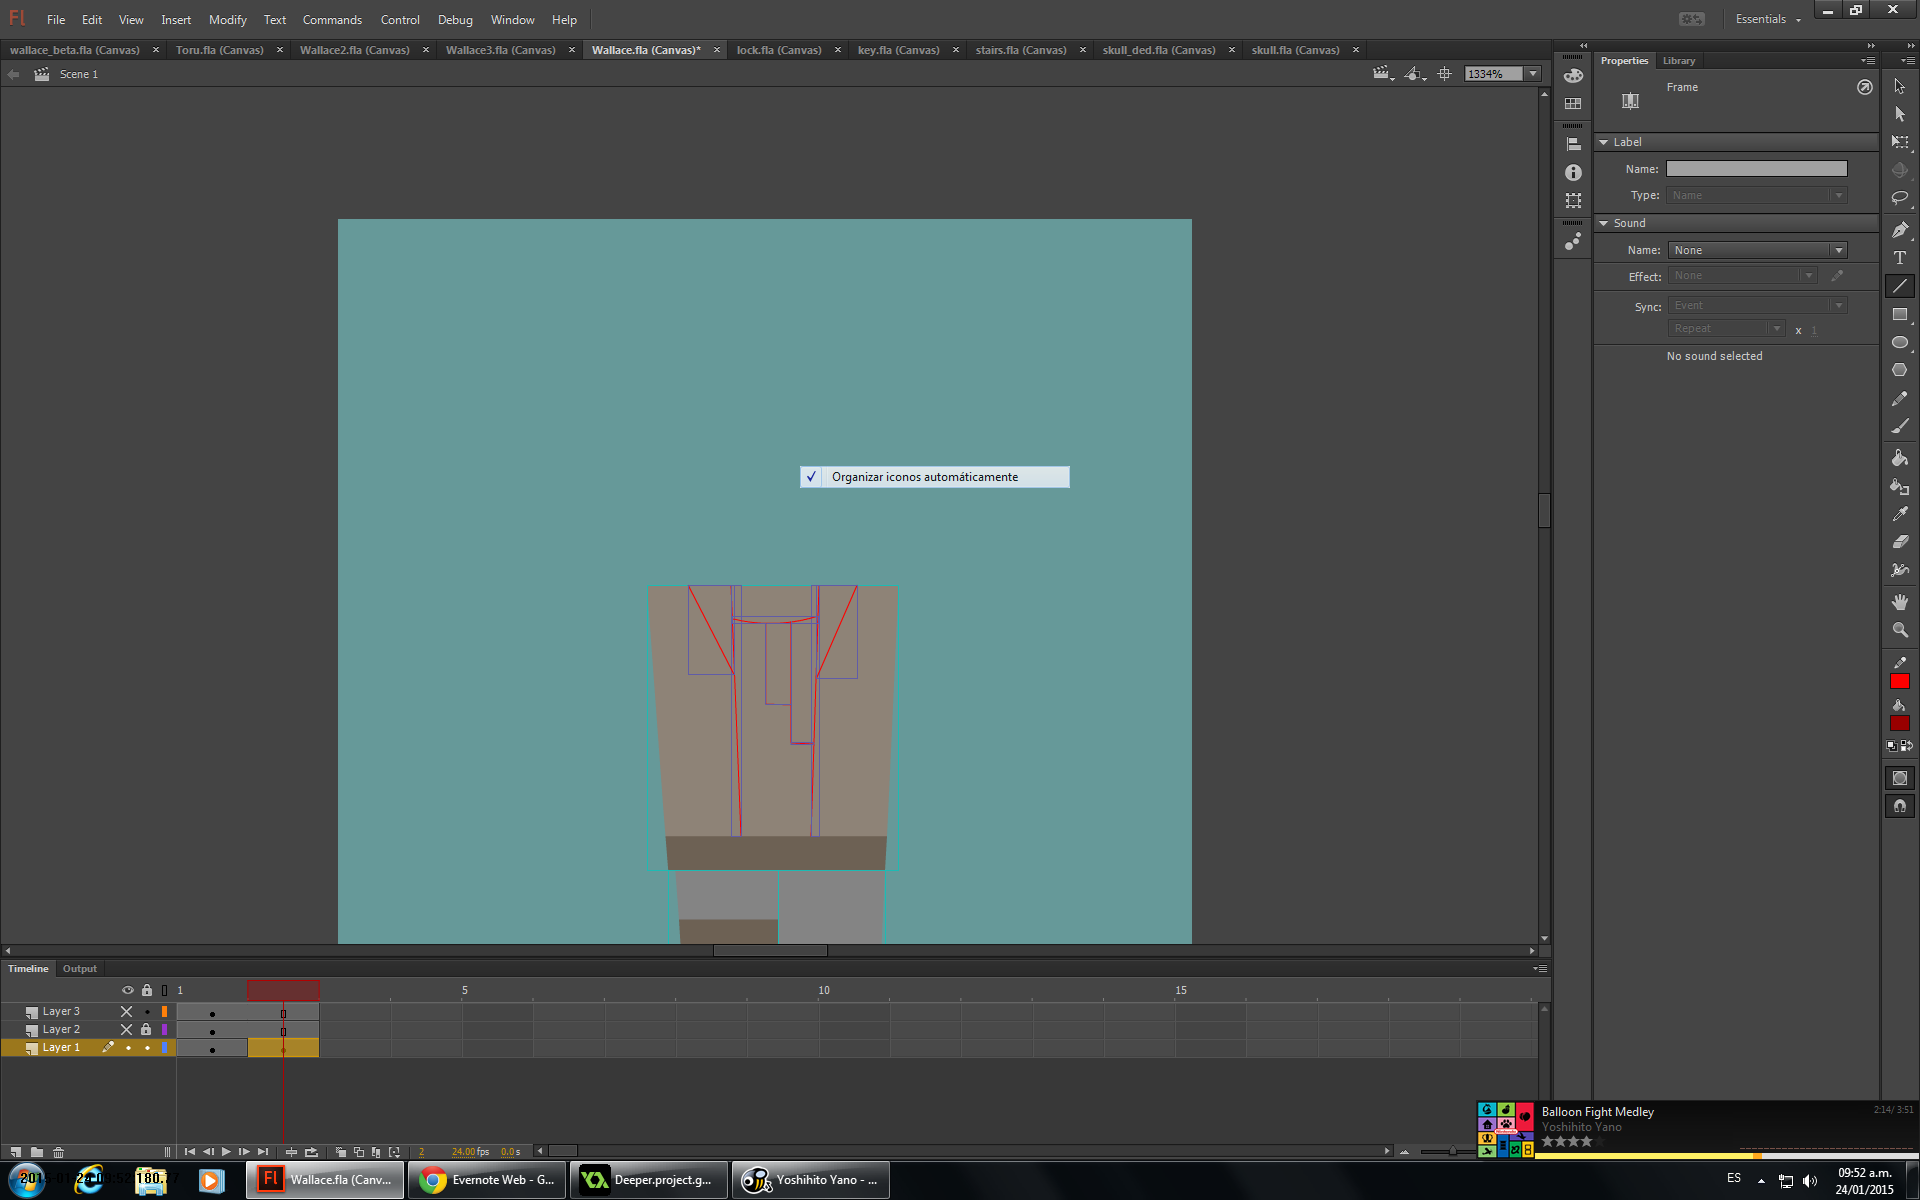 Fl File Edit View Insert Modify Text Commands Control Debug Window Help Essentials
wallace_beta.fla (Canvas) Toru.fla (Canvas) Wallace2.fla (Canvas) Wallace3.fla (Canvas) Wallace.fla (Canvas)* lock.fla (Canvas) key.fla (Canvas) stairs.fla (Canvas) skull_ded.fla (Canvas) skull.fla (Canvas)
Scene 1 1334%
Properties Library
Frame
Label
Name:
Type: Name
Sound
Name: None
Effect: None
Sync: Event
Repeat x 1
No sound selected
Organizar iconos automáticamente
Timeline Output
1 5 10 15
Layer 3
Layer 2
Layer 1
2 24.00 fps 0.0 s
Balloon Fight Medley 2:14/ 3:51
Yoshihito Yano
Fl Wallace.fla (Canv... Evernote Web - G... Deeper.project.g... Yoshihito Yano - ... ES
09:52 a.m.
24/01/2015